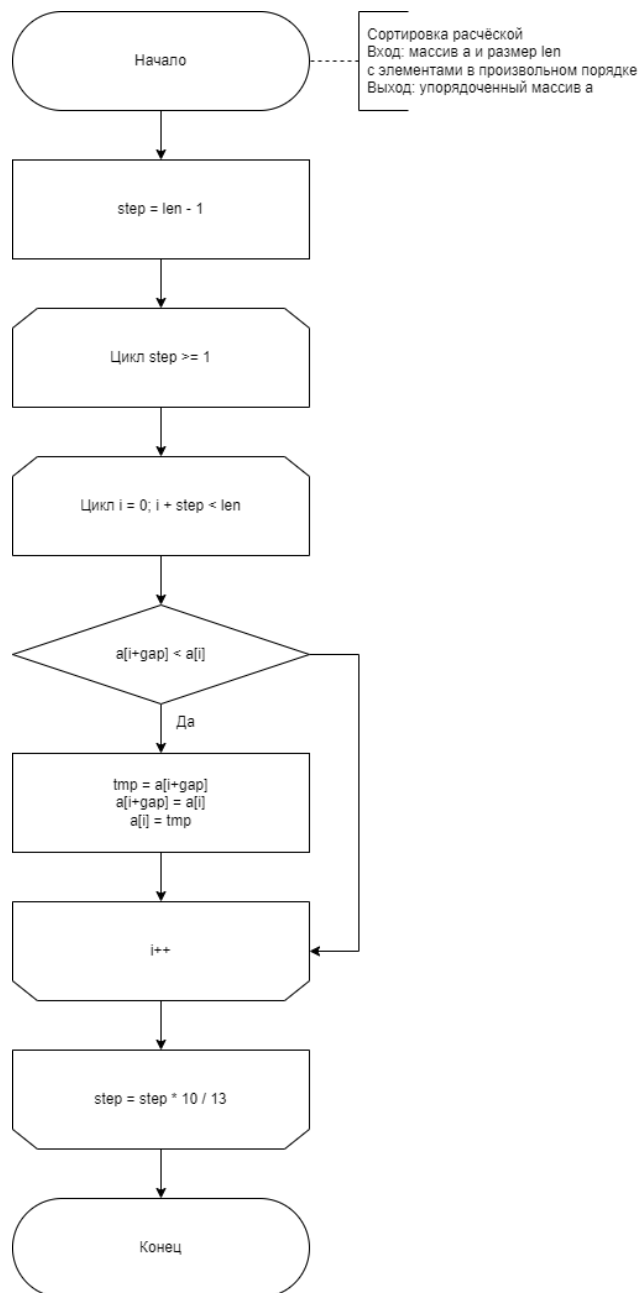 Начало
Сортировка расчёской
Вход: массив a и размер len
с элементами в произвольном порядке
Выход: упорядоченный массив a
step = len - 1
Цикл step >= 1
Цикл i = 0; i + step < len
a[i+gap] < a[i]
Да
tmp = a[i+gap]
a[i+gap] = a[i]
a[i] = tmp
i++
step = step * 10 / 13
Конец